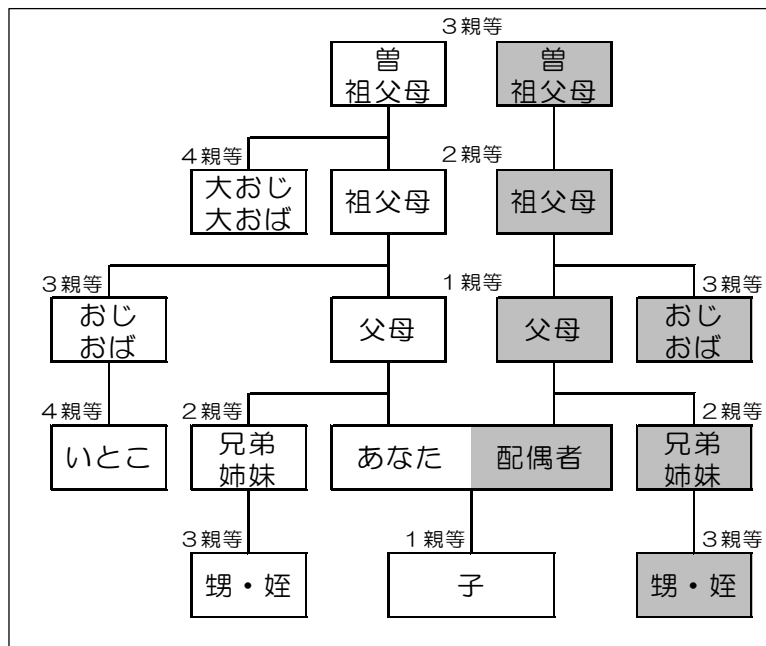 3親等
曽
祖父母
曽
祖父母
4親等
2親等
大おじ
大おば
祖父母
祖父母
3親等
1親等
3親等
おじ
おば
父母
父母
おじ
おば
4親等
2親等
2親等
いとこ
兄弟
姉妹
あなた
配偶者
兄弟
姉妹
3親等
1親等
3親等
甥・姪
子
甥・姪